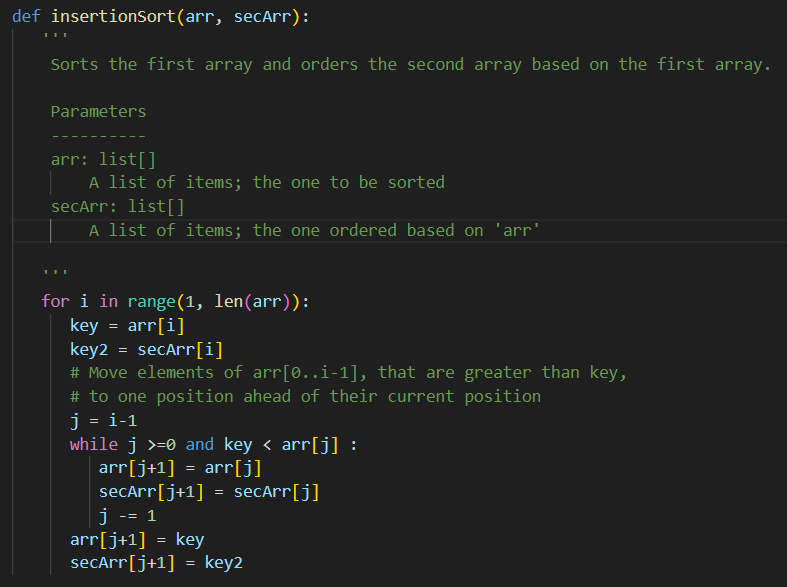 def insertionSort(arr, secArr):
'''
Sorts the first array and orders the second array based on the first array.
Parameters
----------
arr: list[]
A list of items; the one to be sorted
secArr: list[]
A list of items; the one ordered based on 'arr'
'''
for i in range(1, len(arr)):
key = arr[i]
key2 = secArr[i]
# Move elements of arr[0..i-1], that are greater than key,
# to one position ahead of their current position
j = i-1
while j >=0 and key < arr[j] :
arr[j+1] = arr[j]
secArr[j+1] = secArr[j]
j -= 1
arr[j+1] = key
secArr[j+1] = key2